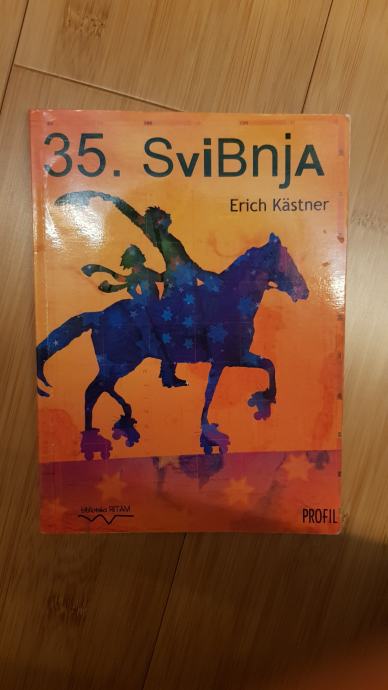 35. SviBnjA
Erich Kästner
biblioteka RITAM
PROFIL